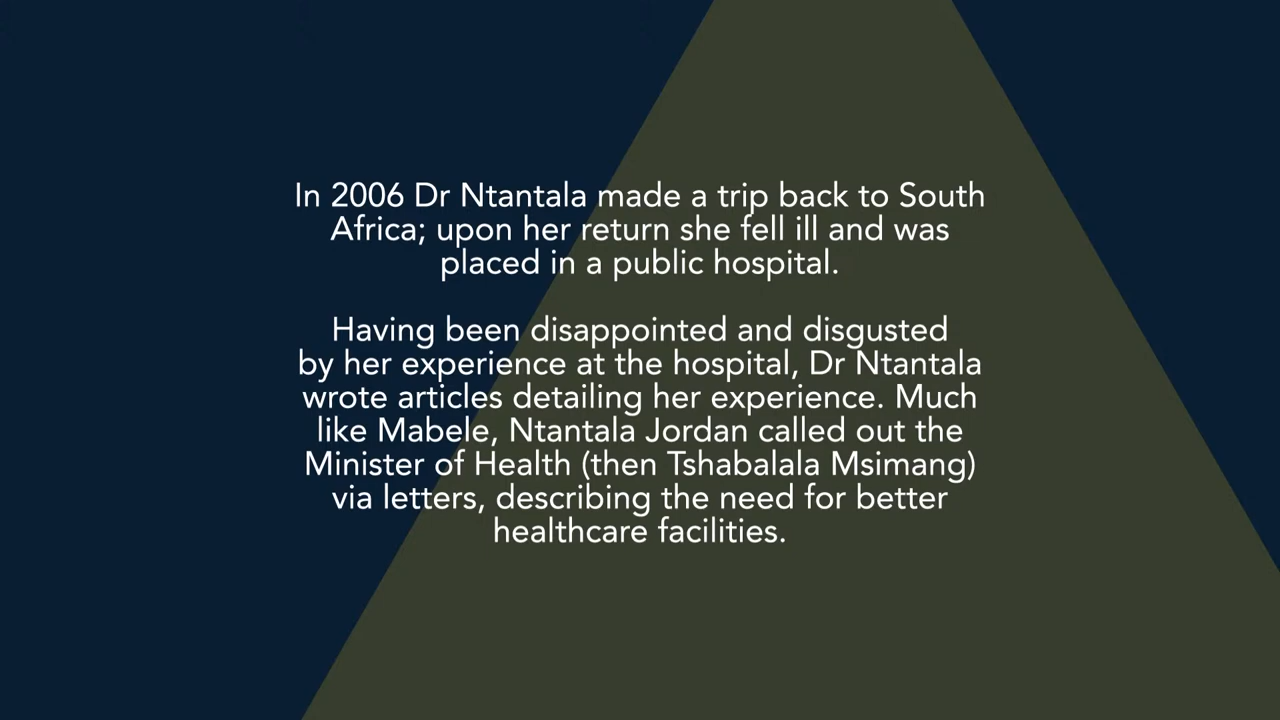 In 2006 Dr Ntantala made a trip back to South
Africa; upon her return she fell ill and was
placed in a public hospital.
Having been disappointed and disgusted
by her experience at the hospital, Dr Ntantala
wrote articles detailing her experience. Much
like Mabele, Ntantala Jordan called out the
Minister of Health (then Tshabalala Msimang)
via letters, describing the need for better
healthcare facilities.